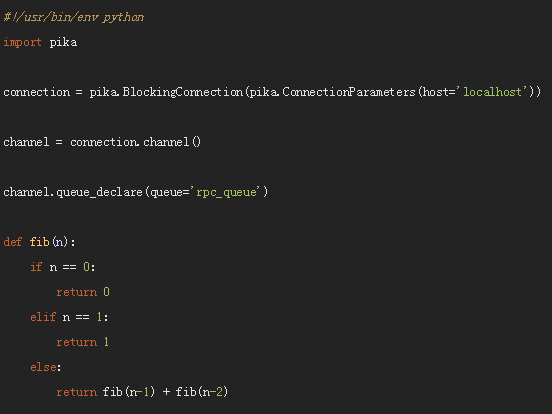 #!/usr/bin/env python
import pika
connection = pika.BlockingConnection(pika.ConnectionParameters(host='localhost'))
channel = connection.channel()
channel.queue_declare(queue='rpc_queue')
def fib(n):
    if n == 0:
        return 0
    elif n == 1:
        return 1
    else:
        return fib(n-1) + fib(n-2)